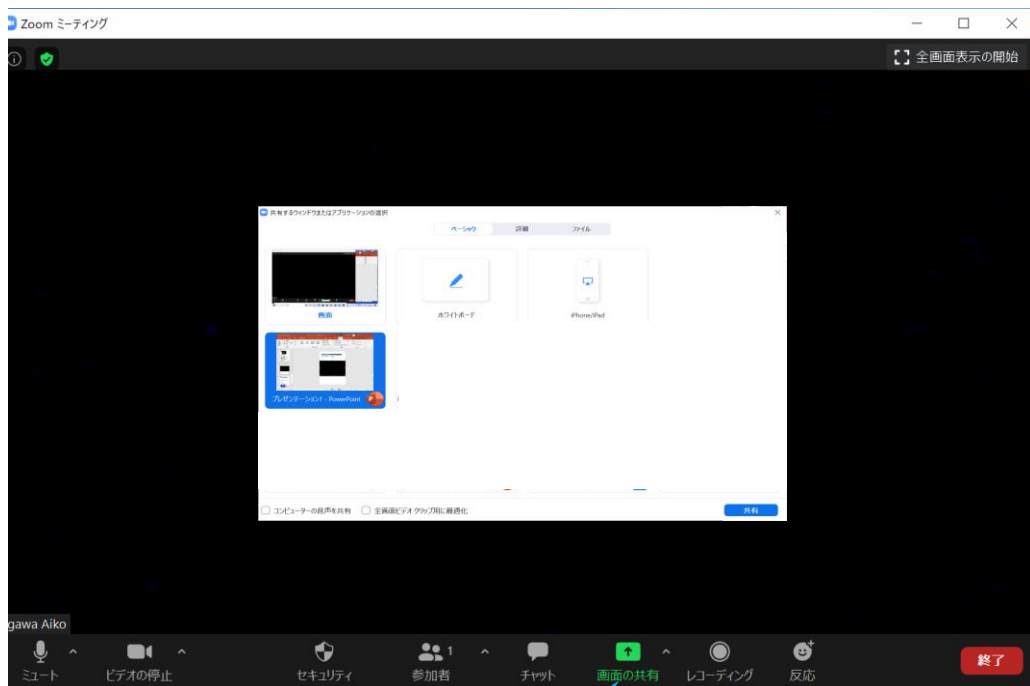 Zoom ミーティング
全画面表示の開始
共有するウィンドウまたはアプリケーションの選択
ベーシック 詳細 ファイル
画面 ホワイトボード iPhone/iPad
プレゼンテーション1 - PowerPoint
コンピューターの音声を共有 全画面ビデオ クリップ用に最適化 共有
gawa Aiko
ミュート ビデオの停止 セキュリティ 参加者 1 チャット 画面の共有 レコーディング 反応 終了